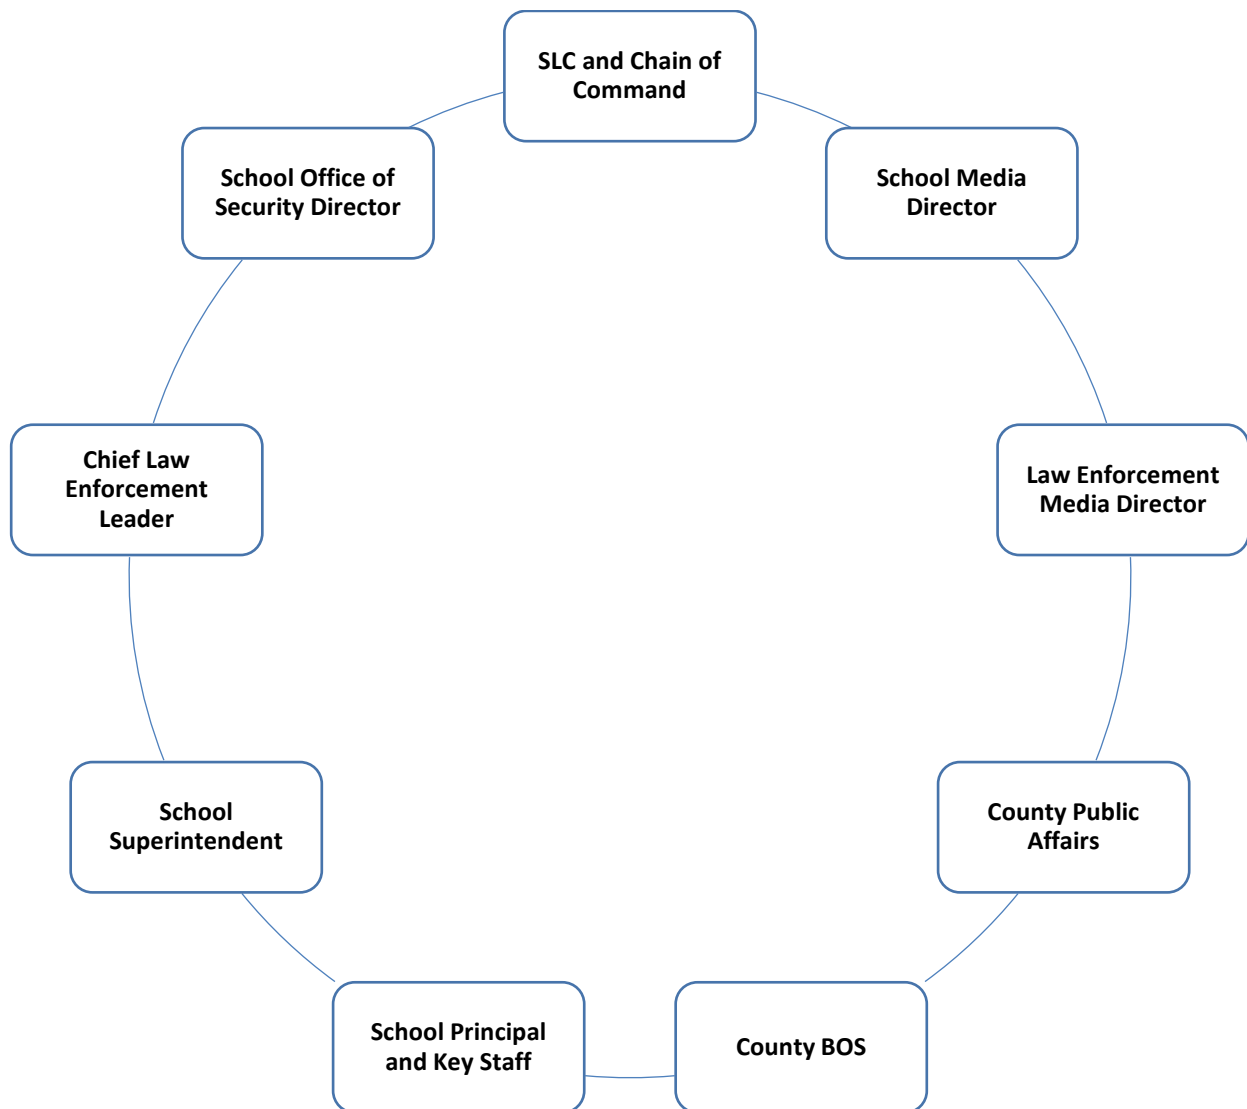 SLC and Chain of
Command
School Office of
Security Director
School Media
Director
Chief Law
Enforcement
Leader
Law Enforcement
Media Director
School
Superintendent
County Public
Affairs
School Principal
and Key Staff
County BOS